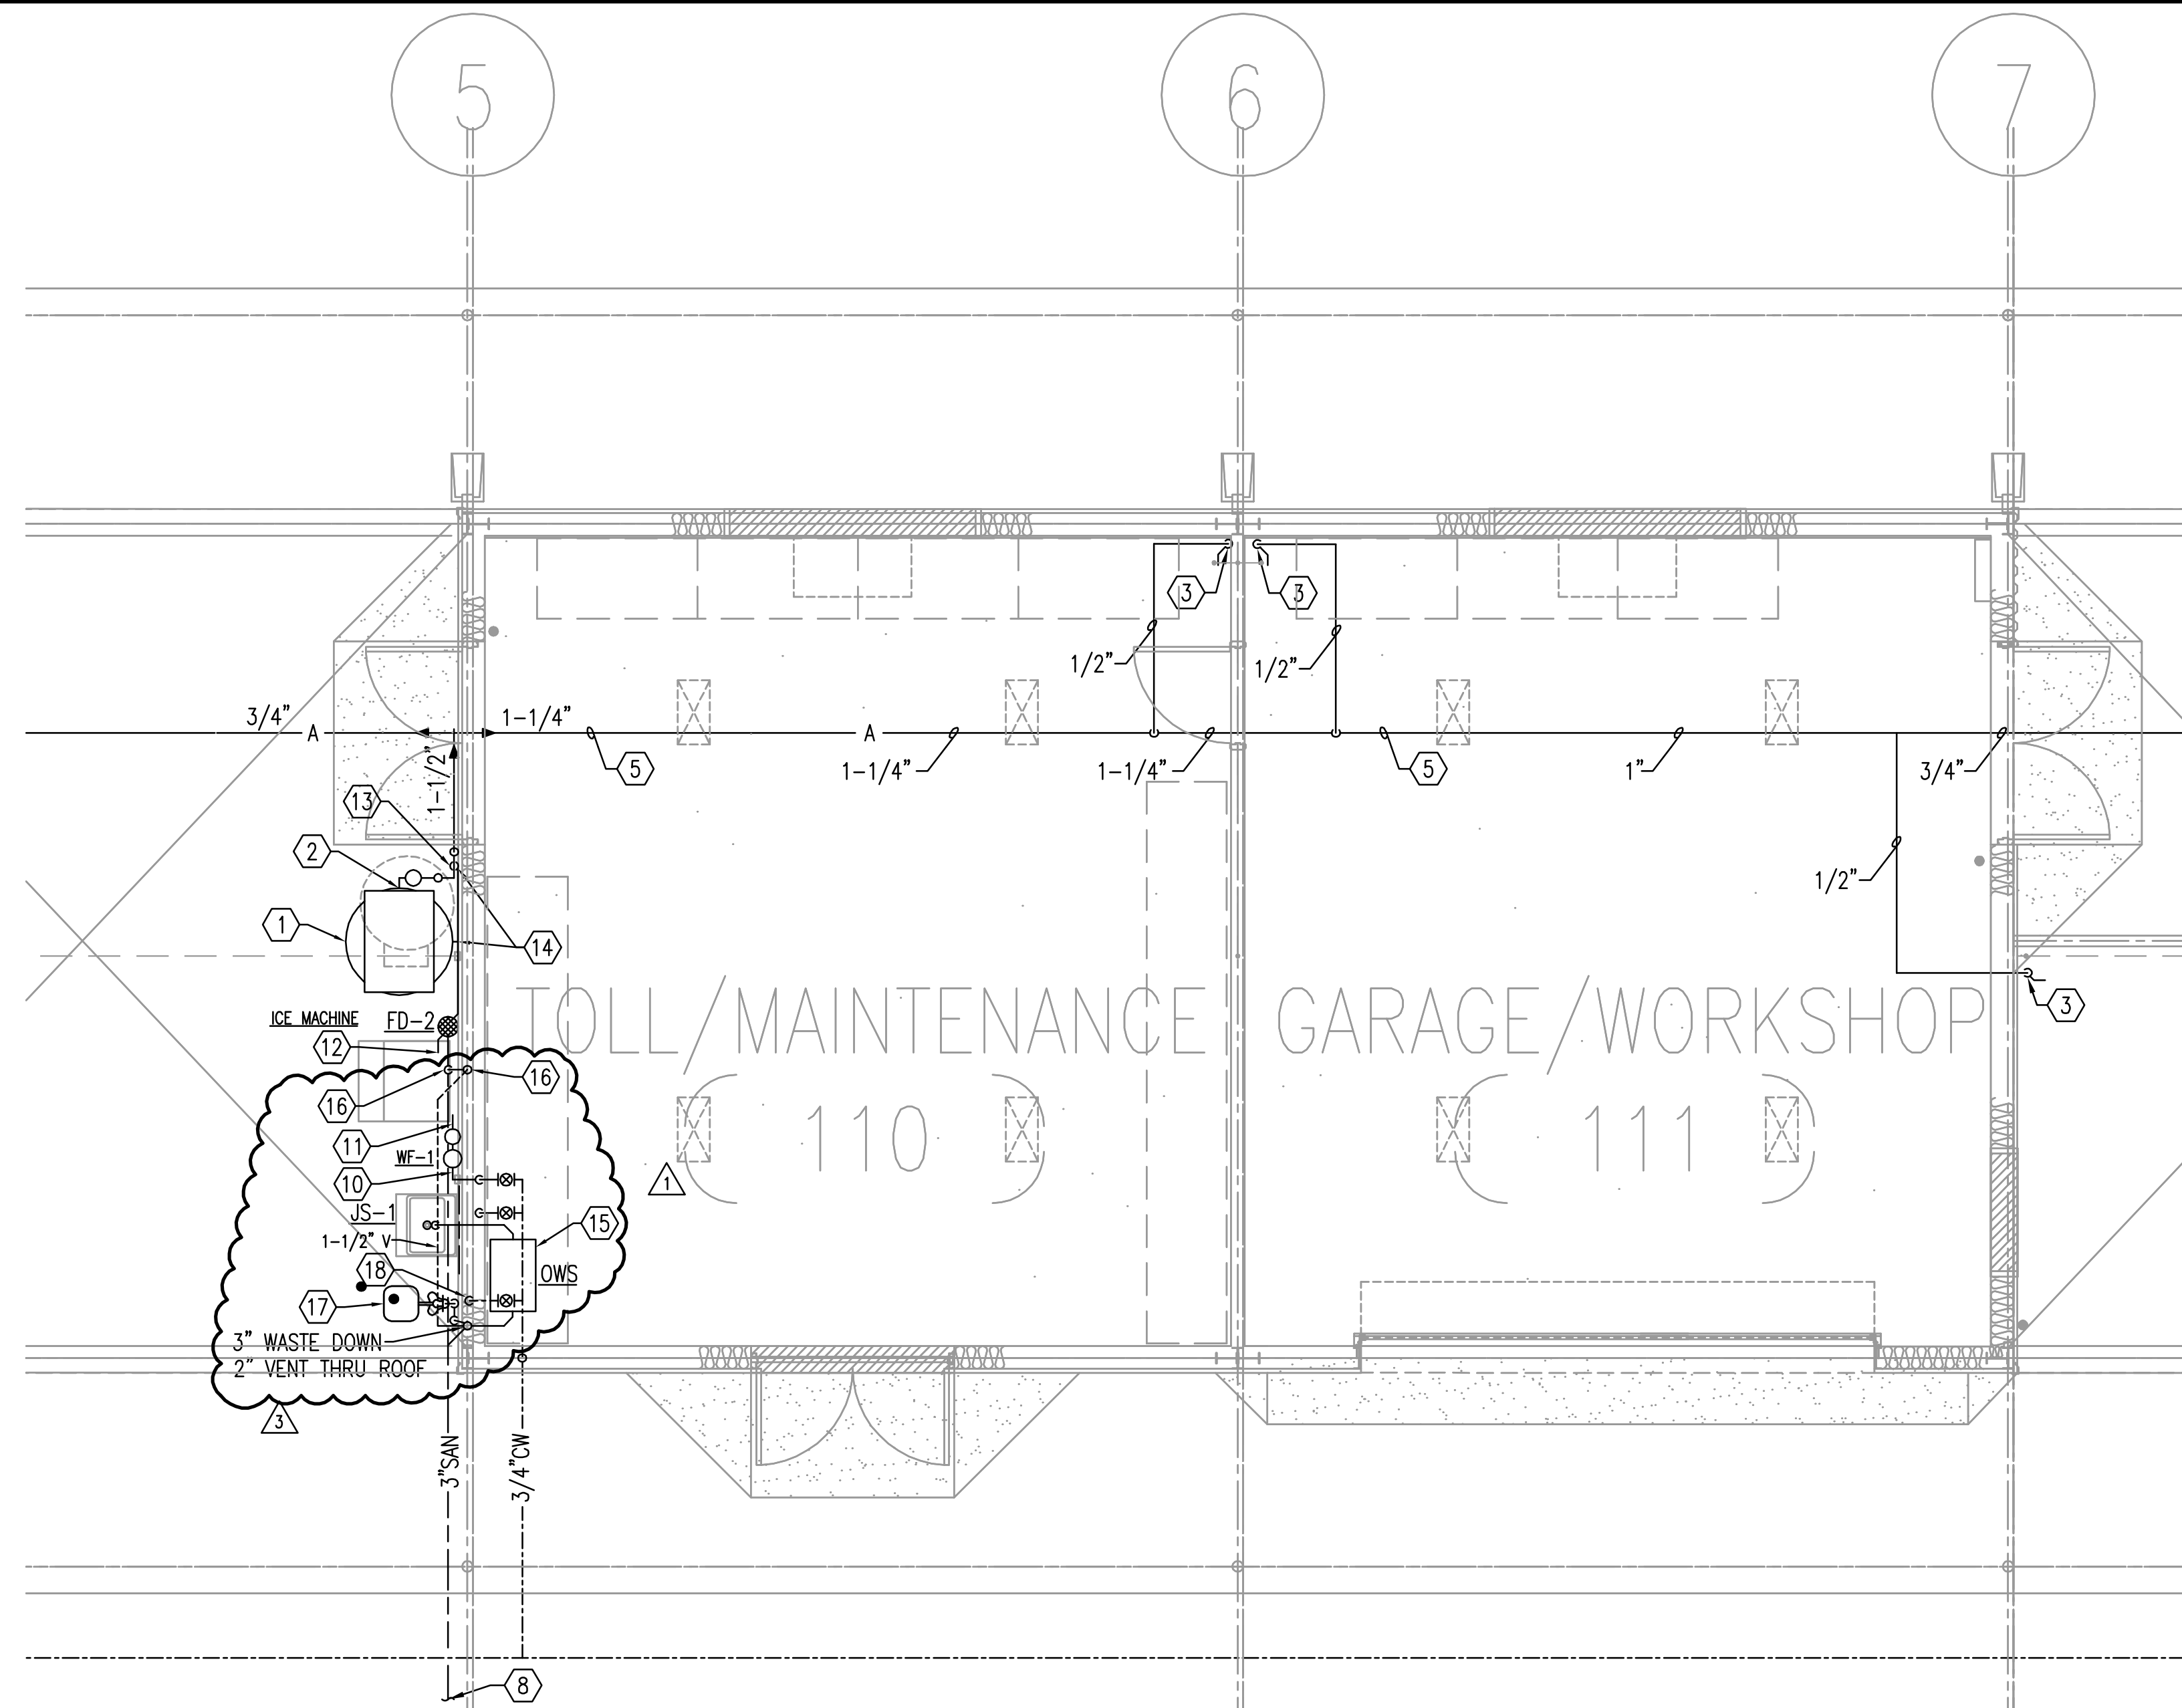 5 6 7
3 3
1/2" 1/2"
3/4" A 1-1/4" A
1-1/2"
5 1-1/4" 1-1/4" 5 1" 3/4"
13
2
1/2"
1
14
3
ICE MACHINE FD-2
TOLL/MAINTENANCE GARAGE/WORKSHOP
12
16
16
110 111
11
WF-1
10
1
JS-1
15
1-1/2" V
18
OWS
17
3" WASTE DOWN
2" VENT THRU ROOF
3
3"SAN
3/4"CW
8